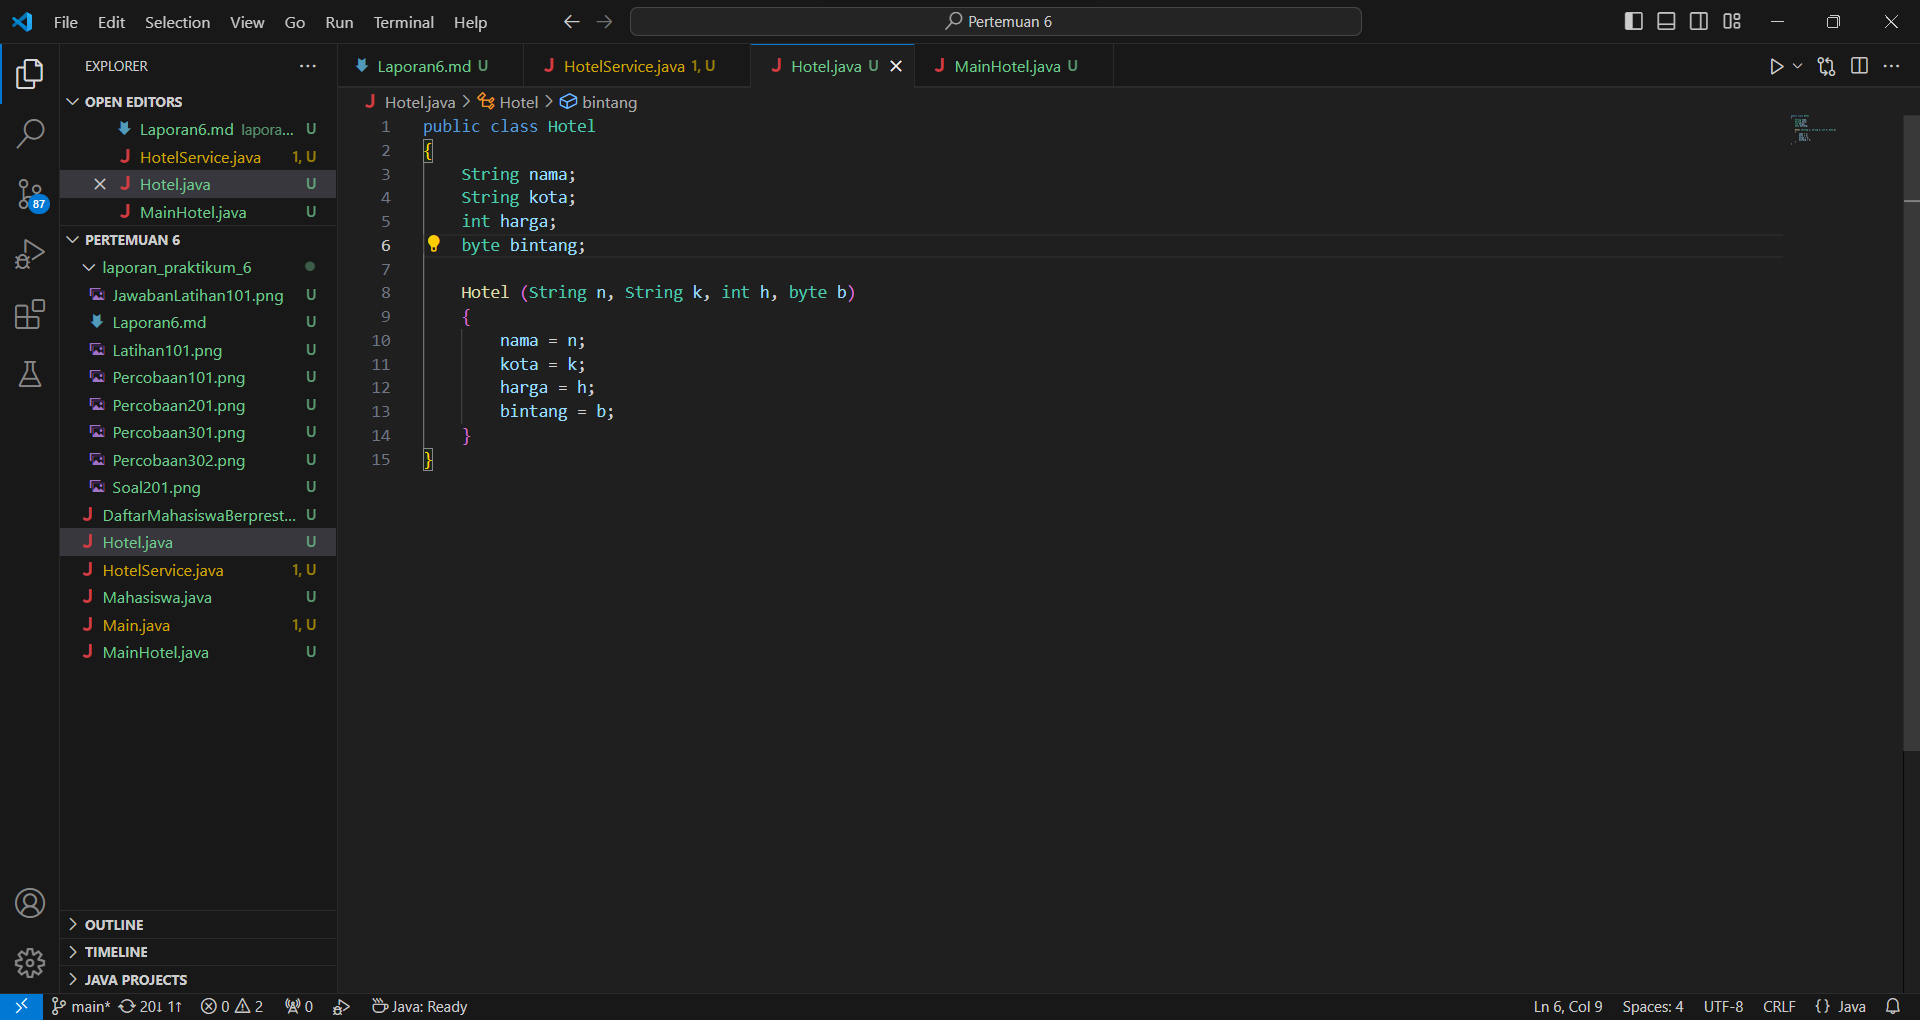 File Edit Selection View Go Run Terminal Help
Pertemuan 6
EXPLORER
OPEN EDITORS
Laporan6.md lapora... U
HotelService.java 1, U
Hotel.java U
MainHotel.java U
PERTEMUAN 6
laporan_praktikum_6
JawabanLatihan101.png U
Laporan6.md U
Latihan101.png U
Percobaan101.png U
Percobaan201.png U
Percobaan301.png U
Percobaan302.png U
Soal201.png U
DaftarMahasiswaBerprest... U
Hotel.java U
HotelService.java 1, U
Mahasiswa.java U
Main.java 1, U
MainHotel.java U
OUTLINE
TIMELINE
JAVA PROJECTS
87
Laporan6.md U
HotelService.java 1, U
Hotel.java U
MainHotel.java U
Hotel.java > Hotel > bintang
1 public class Hotel
2 {
3 String nama;
4 String kota;
5 int harga;
6 byte bintang;
7
8 Hotel (String n, String k, int h, byte b)
9 {
10 nama = n;
11 kota = k;
12 harga = h;
13 bintang = b;
14 }
15 }
main* 20↓ 1↑ 0 2 0 Java: Ready
Ln 6, Col 9 Spaces: 4 UTF-8 CRLF {} Java